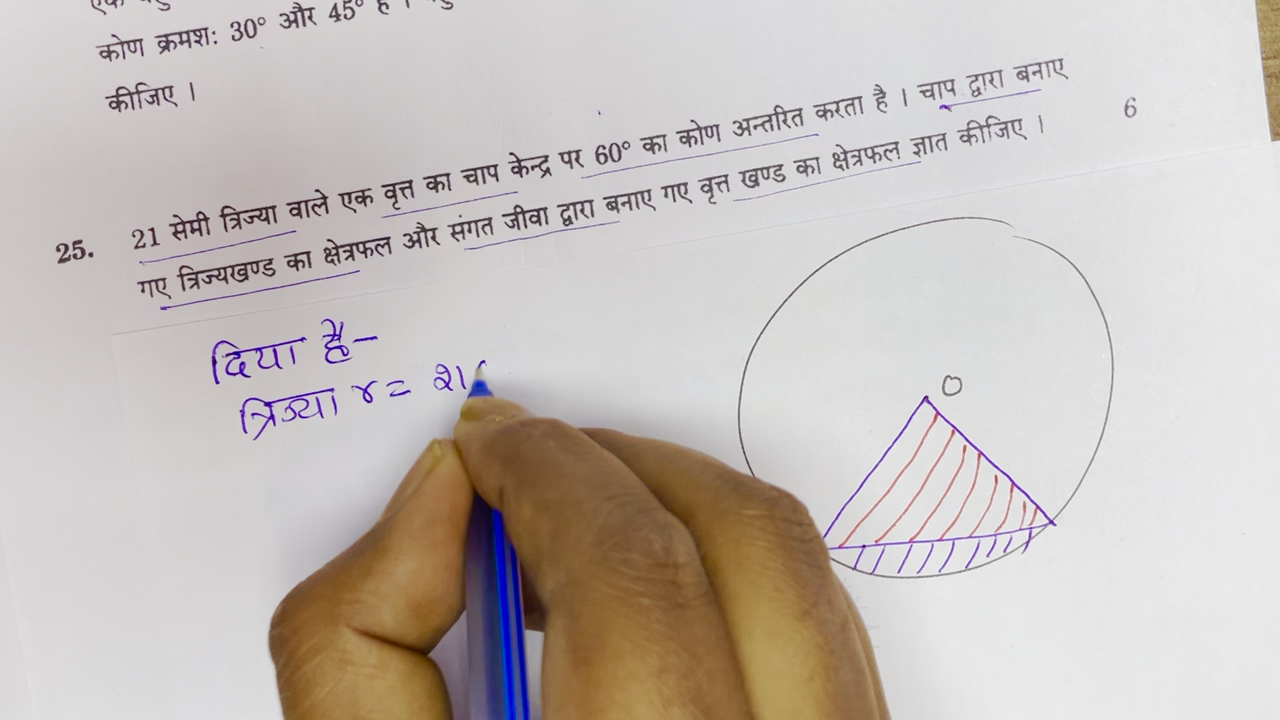 कोण क्रमश: 30° और 45° है ।
कीजिए ।
25. 21 सेमी त्रिज्या वाले एक वृत्त का चाप केन्द्र पर 60° का कोण अन्तरित करता है । चाप द्वारा बनाए
गए त्रिज्यखण्ड का क्षेत्रफल और संगत जीवा द्वारा बनाए गए वृत्त खण्ड का क्षेत्रफल ज्ञात कीजिए । 6
दिया है-
त्रिज्या r = 21
O